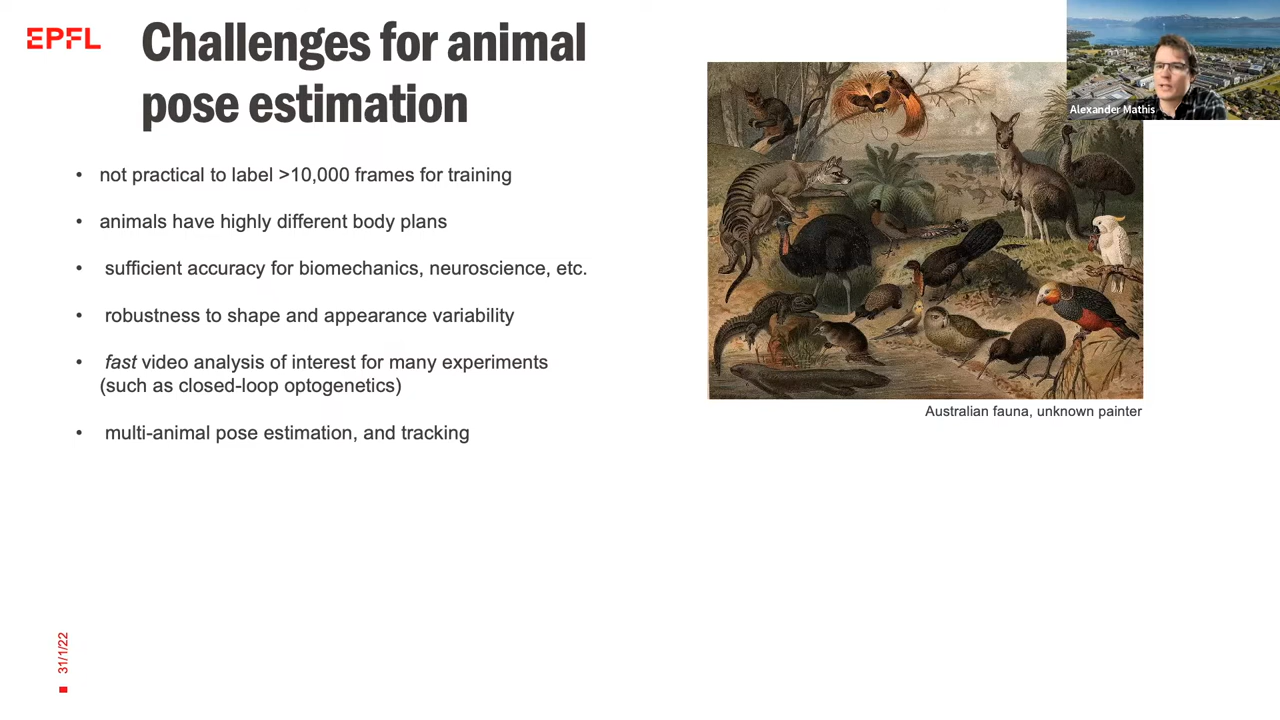 EPFL
Challenges for animal
pose estimation
• not practical to label >10,000 frames for training
• animals have highly different body plans
• sufficient accuracy for biomechanics, neuroscience, etc.
• robustness to shape and appearance variability
• fast video analysis of interest for many experiments
(such as closed-loop optogenetics)
• multi-animal pose estimation, and tracking
Alexander Mathis
Australian fauna, unknown painter
31/1/22